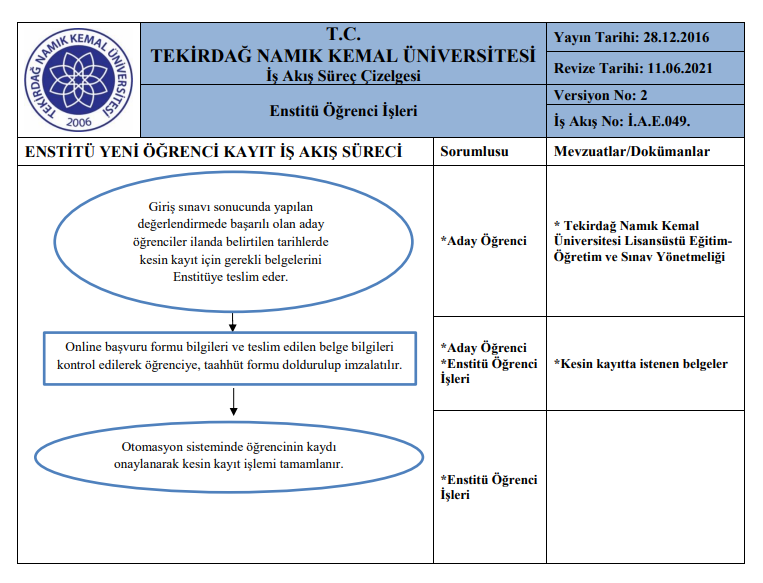 TEKİRDAĞ NAMIK KEMAL ÜNİVERSİTESİ
2006
T.C.
TEKİRDAĞ NAMIK KEMAL ÜNİVERSİTESİ
İş Akış Süreç Çizelgesi
Enstitü Öğrenci İşleri
Yayın Tarihi: 28.12.2016
Revize Tarihi: 11.06.2021
Versiyon No: 2
İş Akış No: İ.A.E.049.
ENSTİTÜ YENİ ÖĞRENCİ KAYIT İŞ AKIŞ SÜRECİ
Sorumlusu
Mevzuatlar/Dokümanlar
Giriş sınavı sonucunda yapılan
değerlendirmede başarılı olan aday
öğrenciler ilanda belirtilen tarihlerde
kesin kayıt için gerekli belgelerini
Enstitüye teslim eder.
*Aday Öğrenci
* Tekirdağ Namık Kemal
Üniversitesi Lisansüstü Eğitim-
Öğretim ve Sınav Yönetmeliği
Online başvuru formu bilgileri ve teslim edilen belge bilgileri
kontrol edilerek öğrenciye, taahhüt formu doldurulup imzalatılır.
*Aday Öğrenci
*Enstitü Öğrenci
İşleri
*Kesin kayıtta istenen belgeler
Otomasyon sisteminde öğrencinin kaydı
onaylanarak kesin kayıt işlemi tamamlanır.
*Enstitü Öğrenci
İşleri